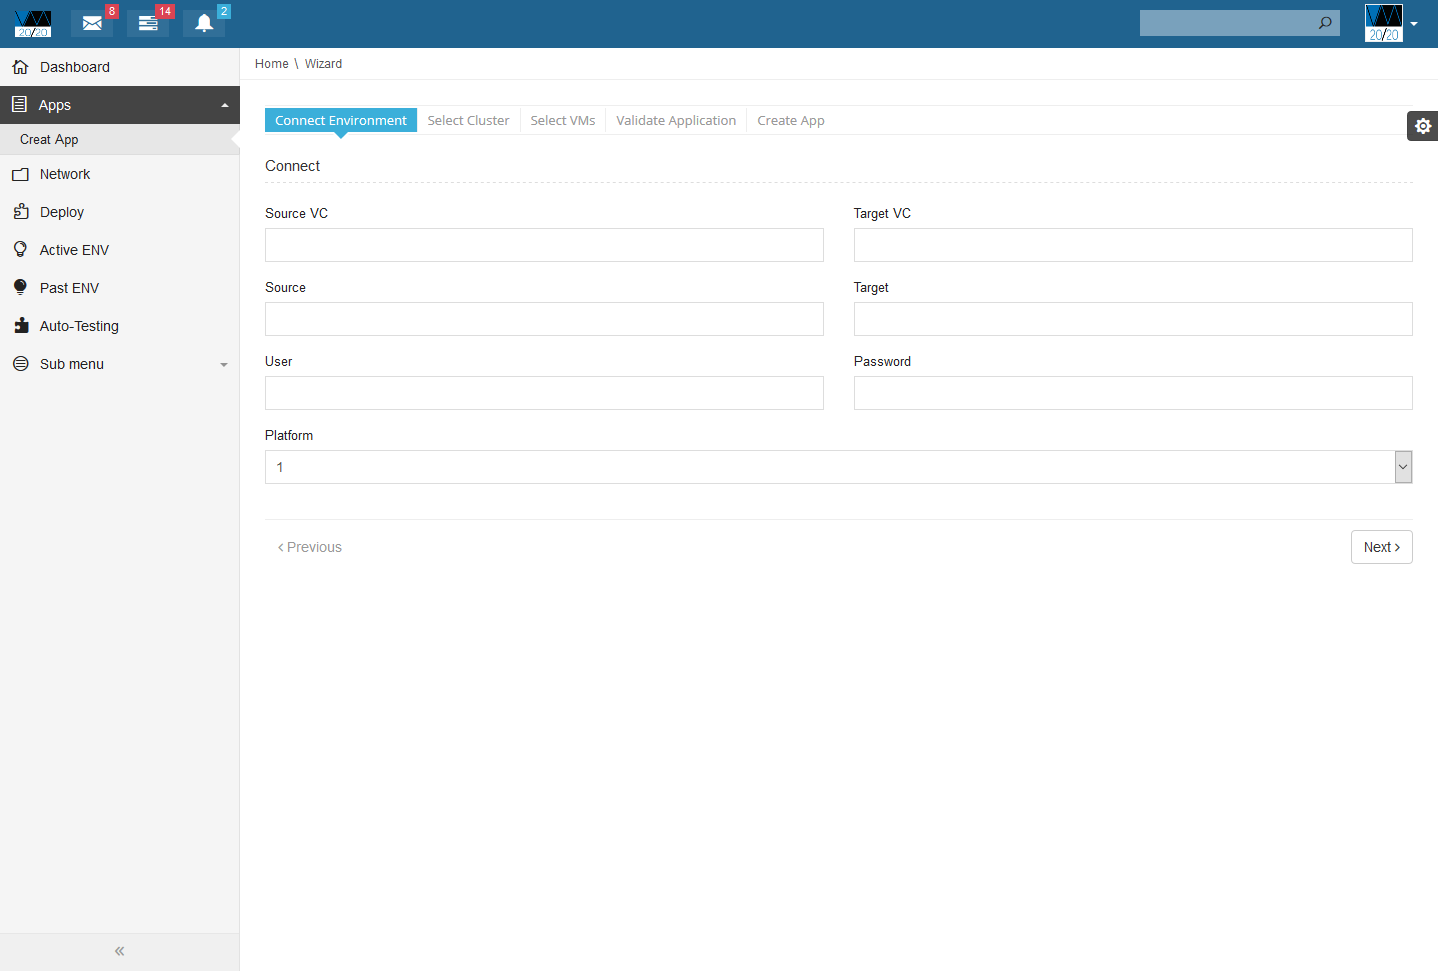 VM 8 14 2 VM
20/20 20/20
Dashboard
Home \ Wizard
Apps
Connect Environment Select Cluster Select VMs Validate Application Create App
Creat App
Connect
Network
Source VC Target VC
Deploy
Active ENV
Source Target
Past ENV
Auto-Testing
User Password
Sub menu
Platform
1
< Previous Next >
«